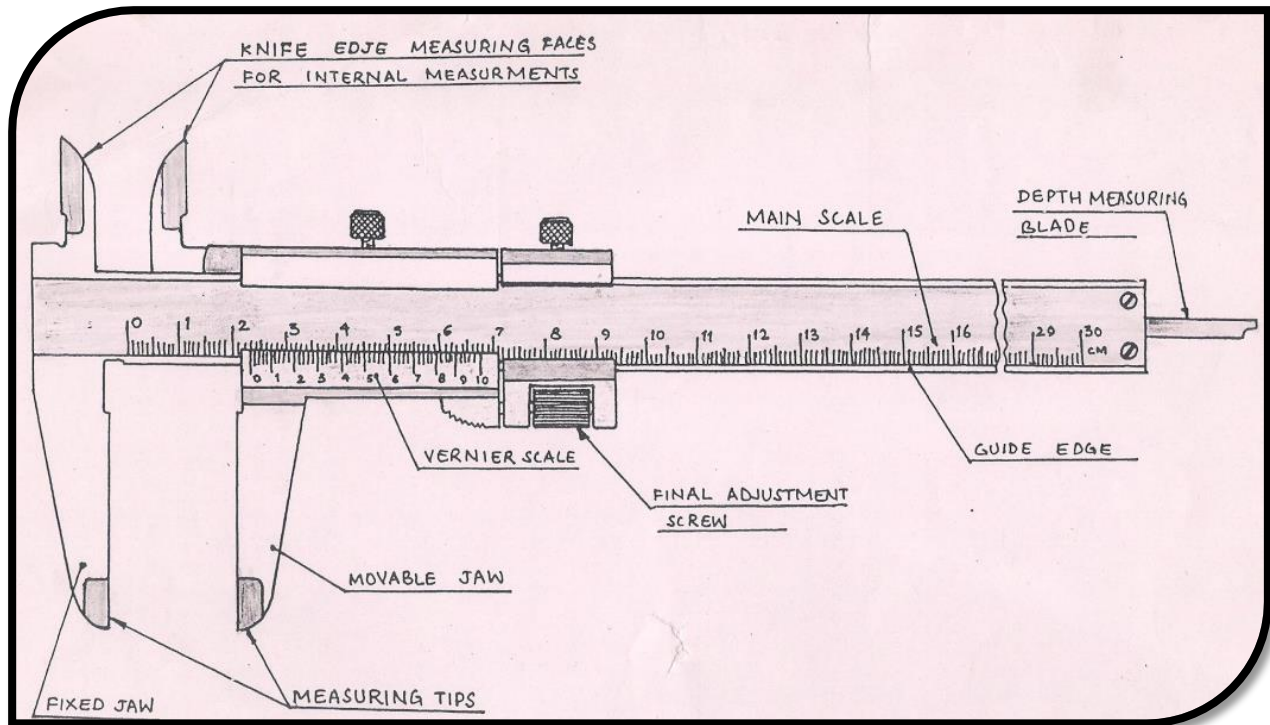 KNIFE EDJE MEASURING FACES
FOR INTERNAL MEASURMENTS
DEPTH MEASURING
BLADE
MAIN SCALE
0 1 2 3 4 5 6 7 8 9 10 11 12 13 14 15 16 29 30
CM
0 1 2 3 4 5 6 7 8 9 10
VERNIER SCALE
GUIDE EDGE
FINAL ADJUSTMENT
SCREW
MOVABLE JAW
MEASURING TIPS
FIXED JAW